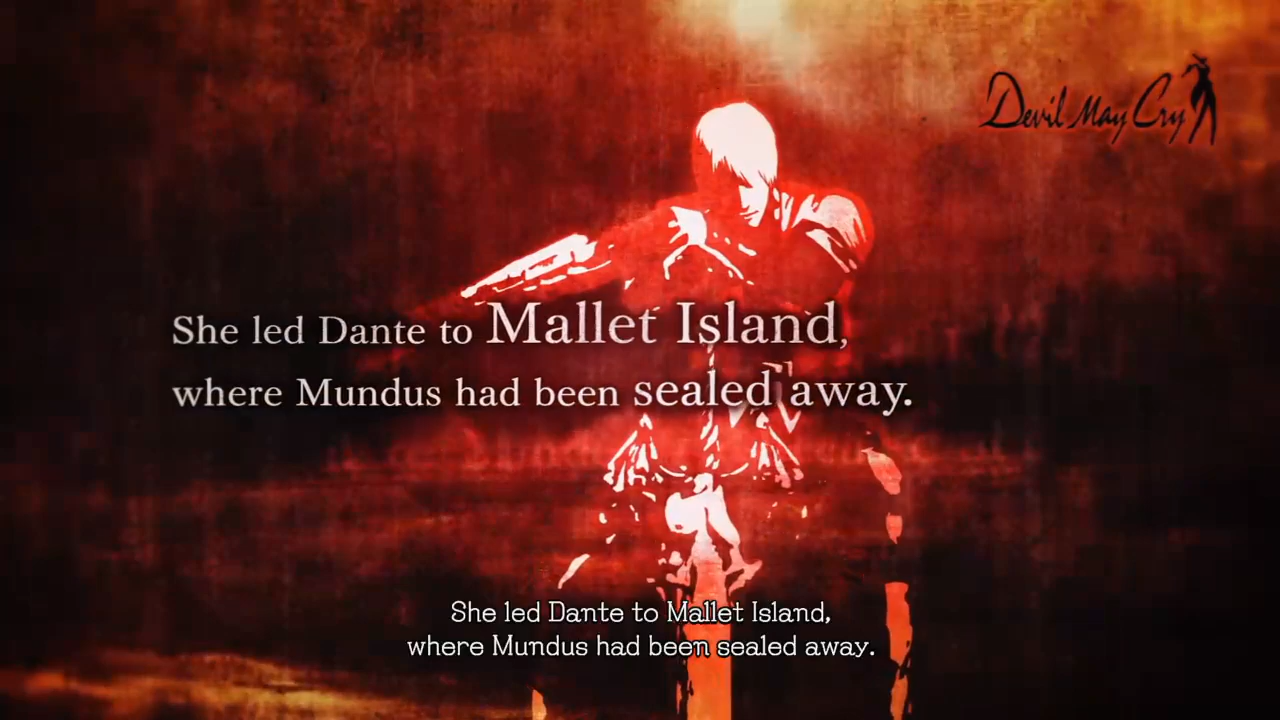 Devil May Cry
She led Dante to Mallet Island,
where Mundus had been sealed away.
She led Dante to Mallet Island,
where Mundus had been sealed away.